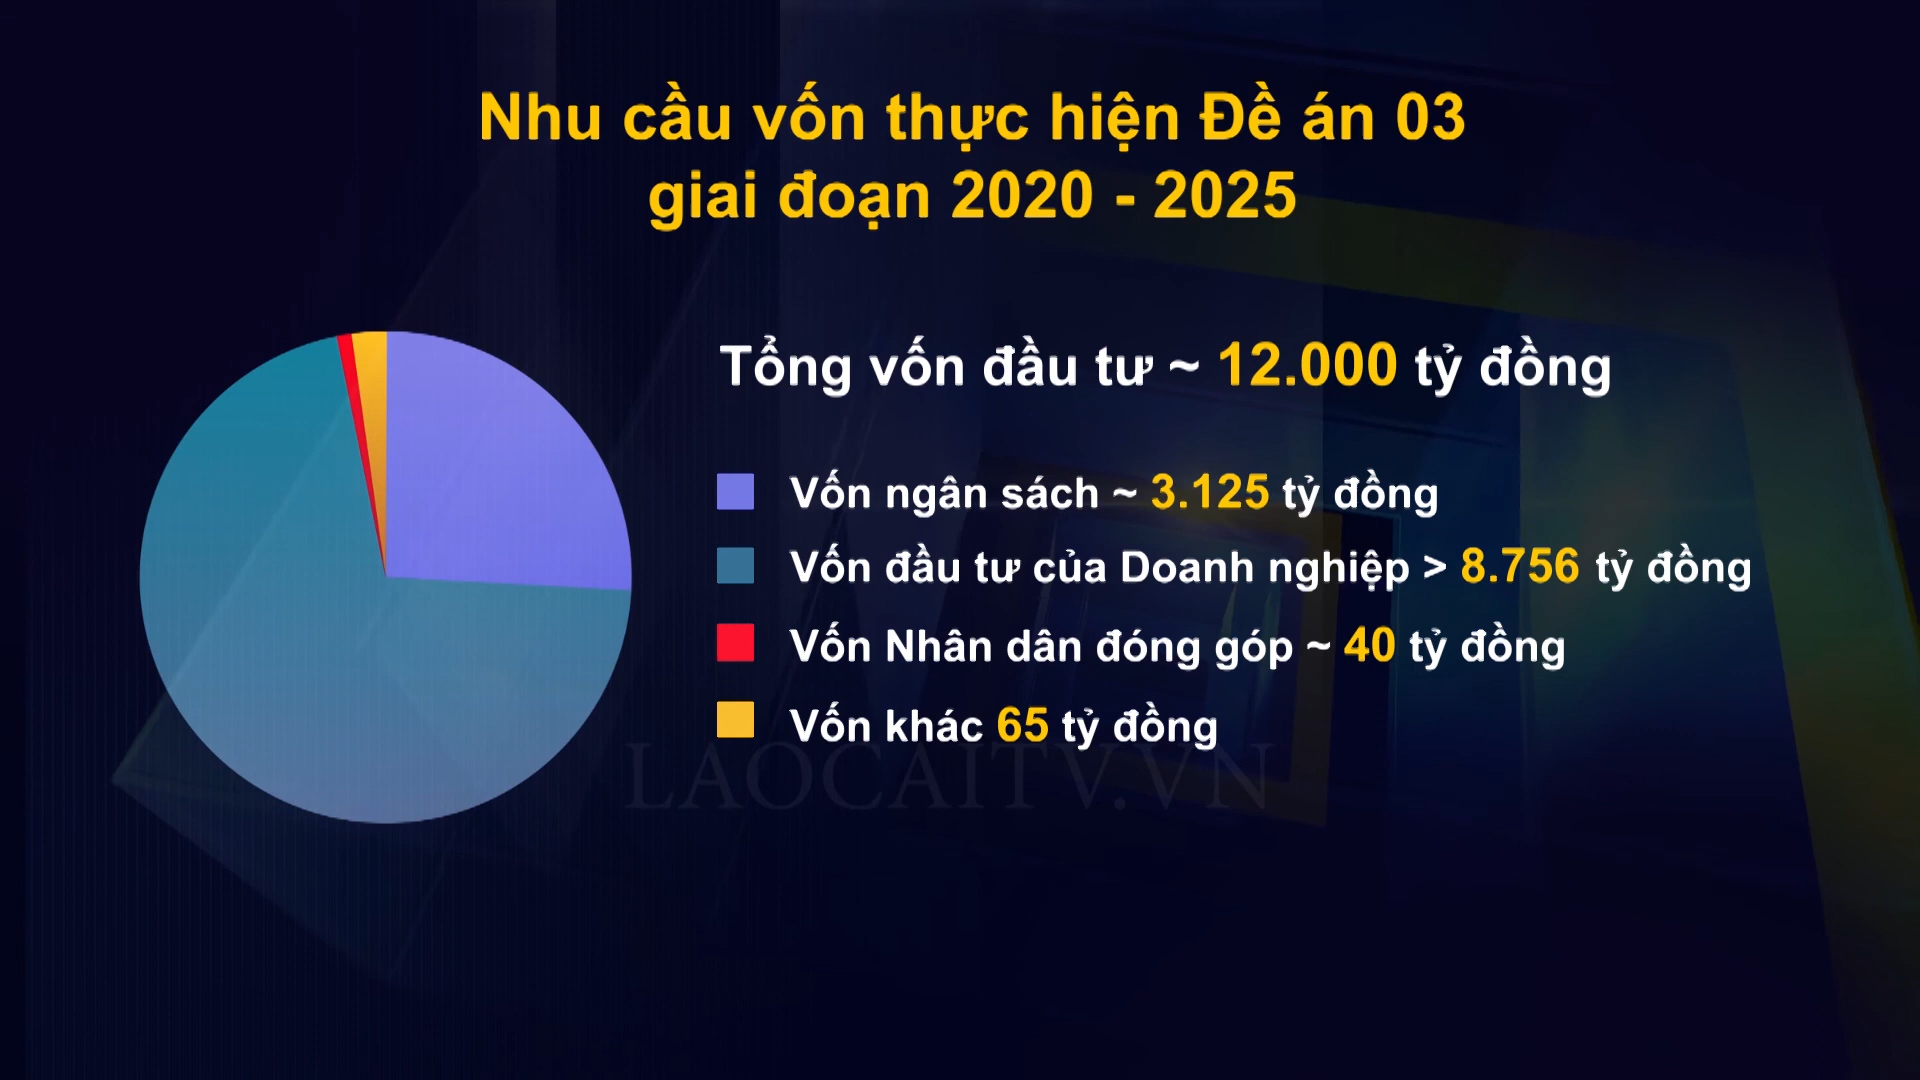 Nhu cầu vốn thực hiện Đề án 03
giai đoạn 2020 - 2025
Tổng vốn đầu tư ~ 12.000 tỷ đồng
Vốn ngân sách ~ 3.125 tỷ đồng
Vốn đầu tư của Doanh nghiệp > 8.756 tỷ đồng
Vốn Nhân dân đóng góp ~ 40 tỷ đồng
Vốn khác 65 tỷ đồng
LAOCAITV.VN